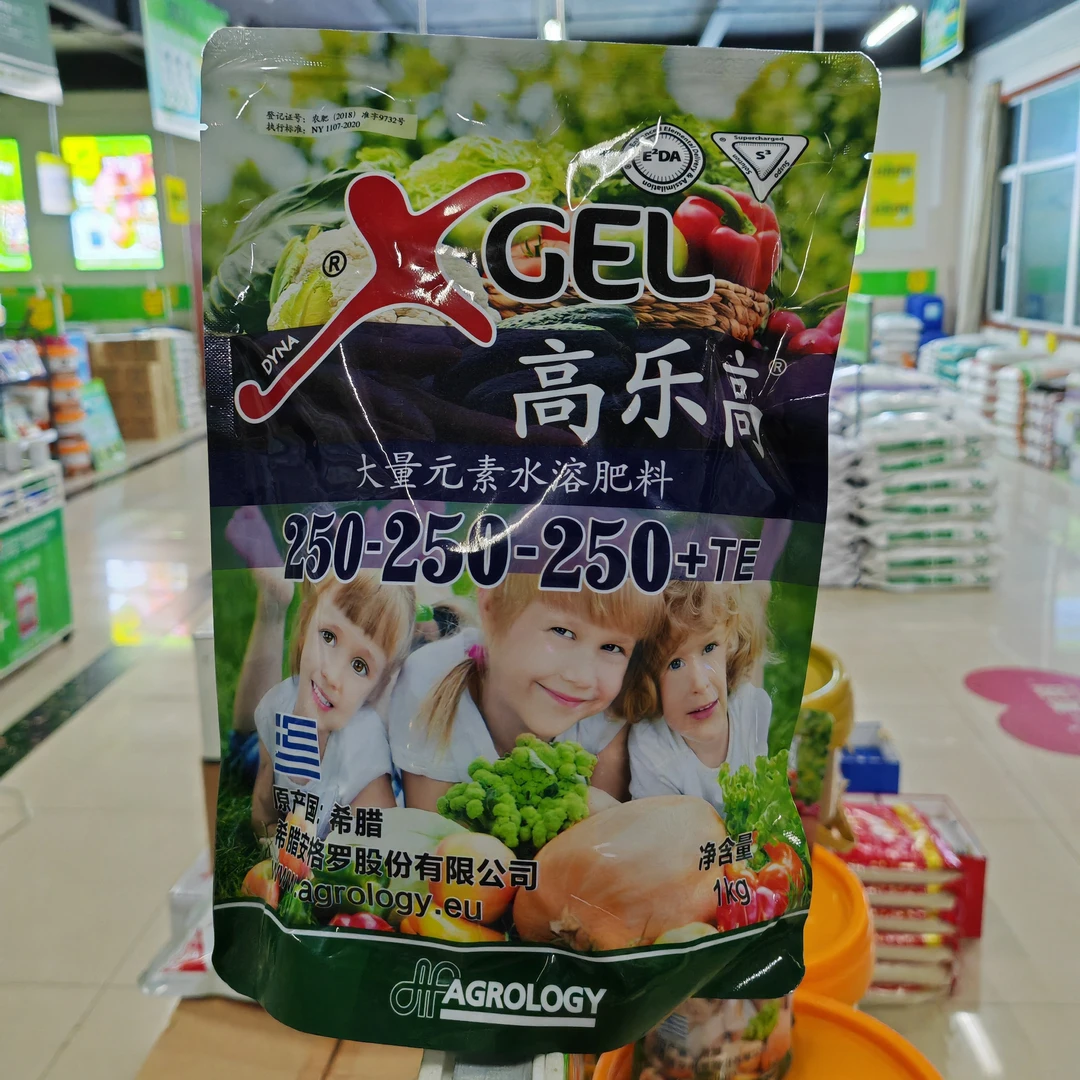 登记证号：农肥（2018）准字9732号
执行标准：NY 1107-2020
E²DA
Supercharged
S³
®
DYNA
X GEL
高乐高®
大量元素水溶肥料
250-250-250+TE
原产国：希腊
希腊安格罗股份有限公司
www.agrology.eu
净含量
1kg
AGROLOGY